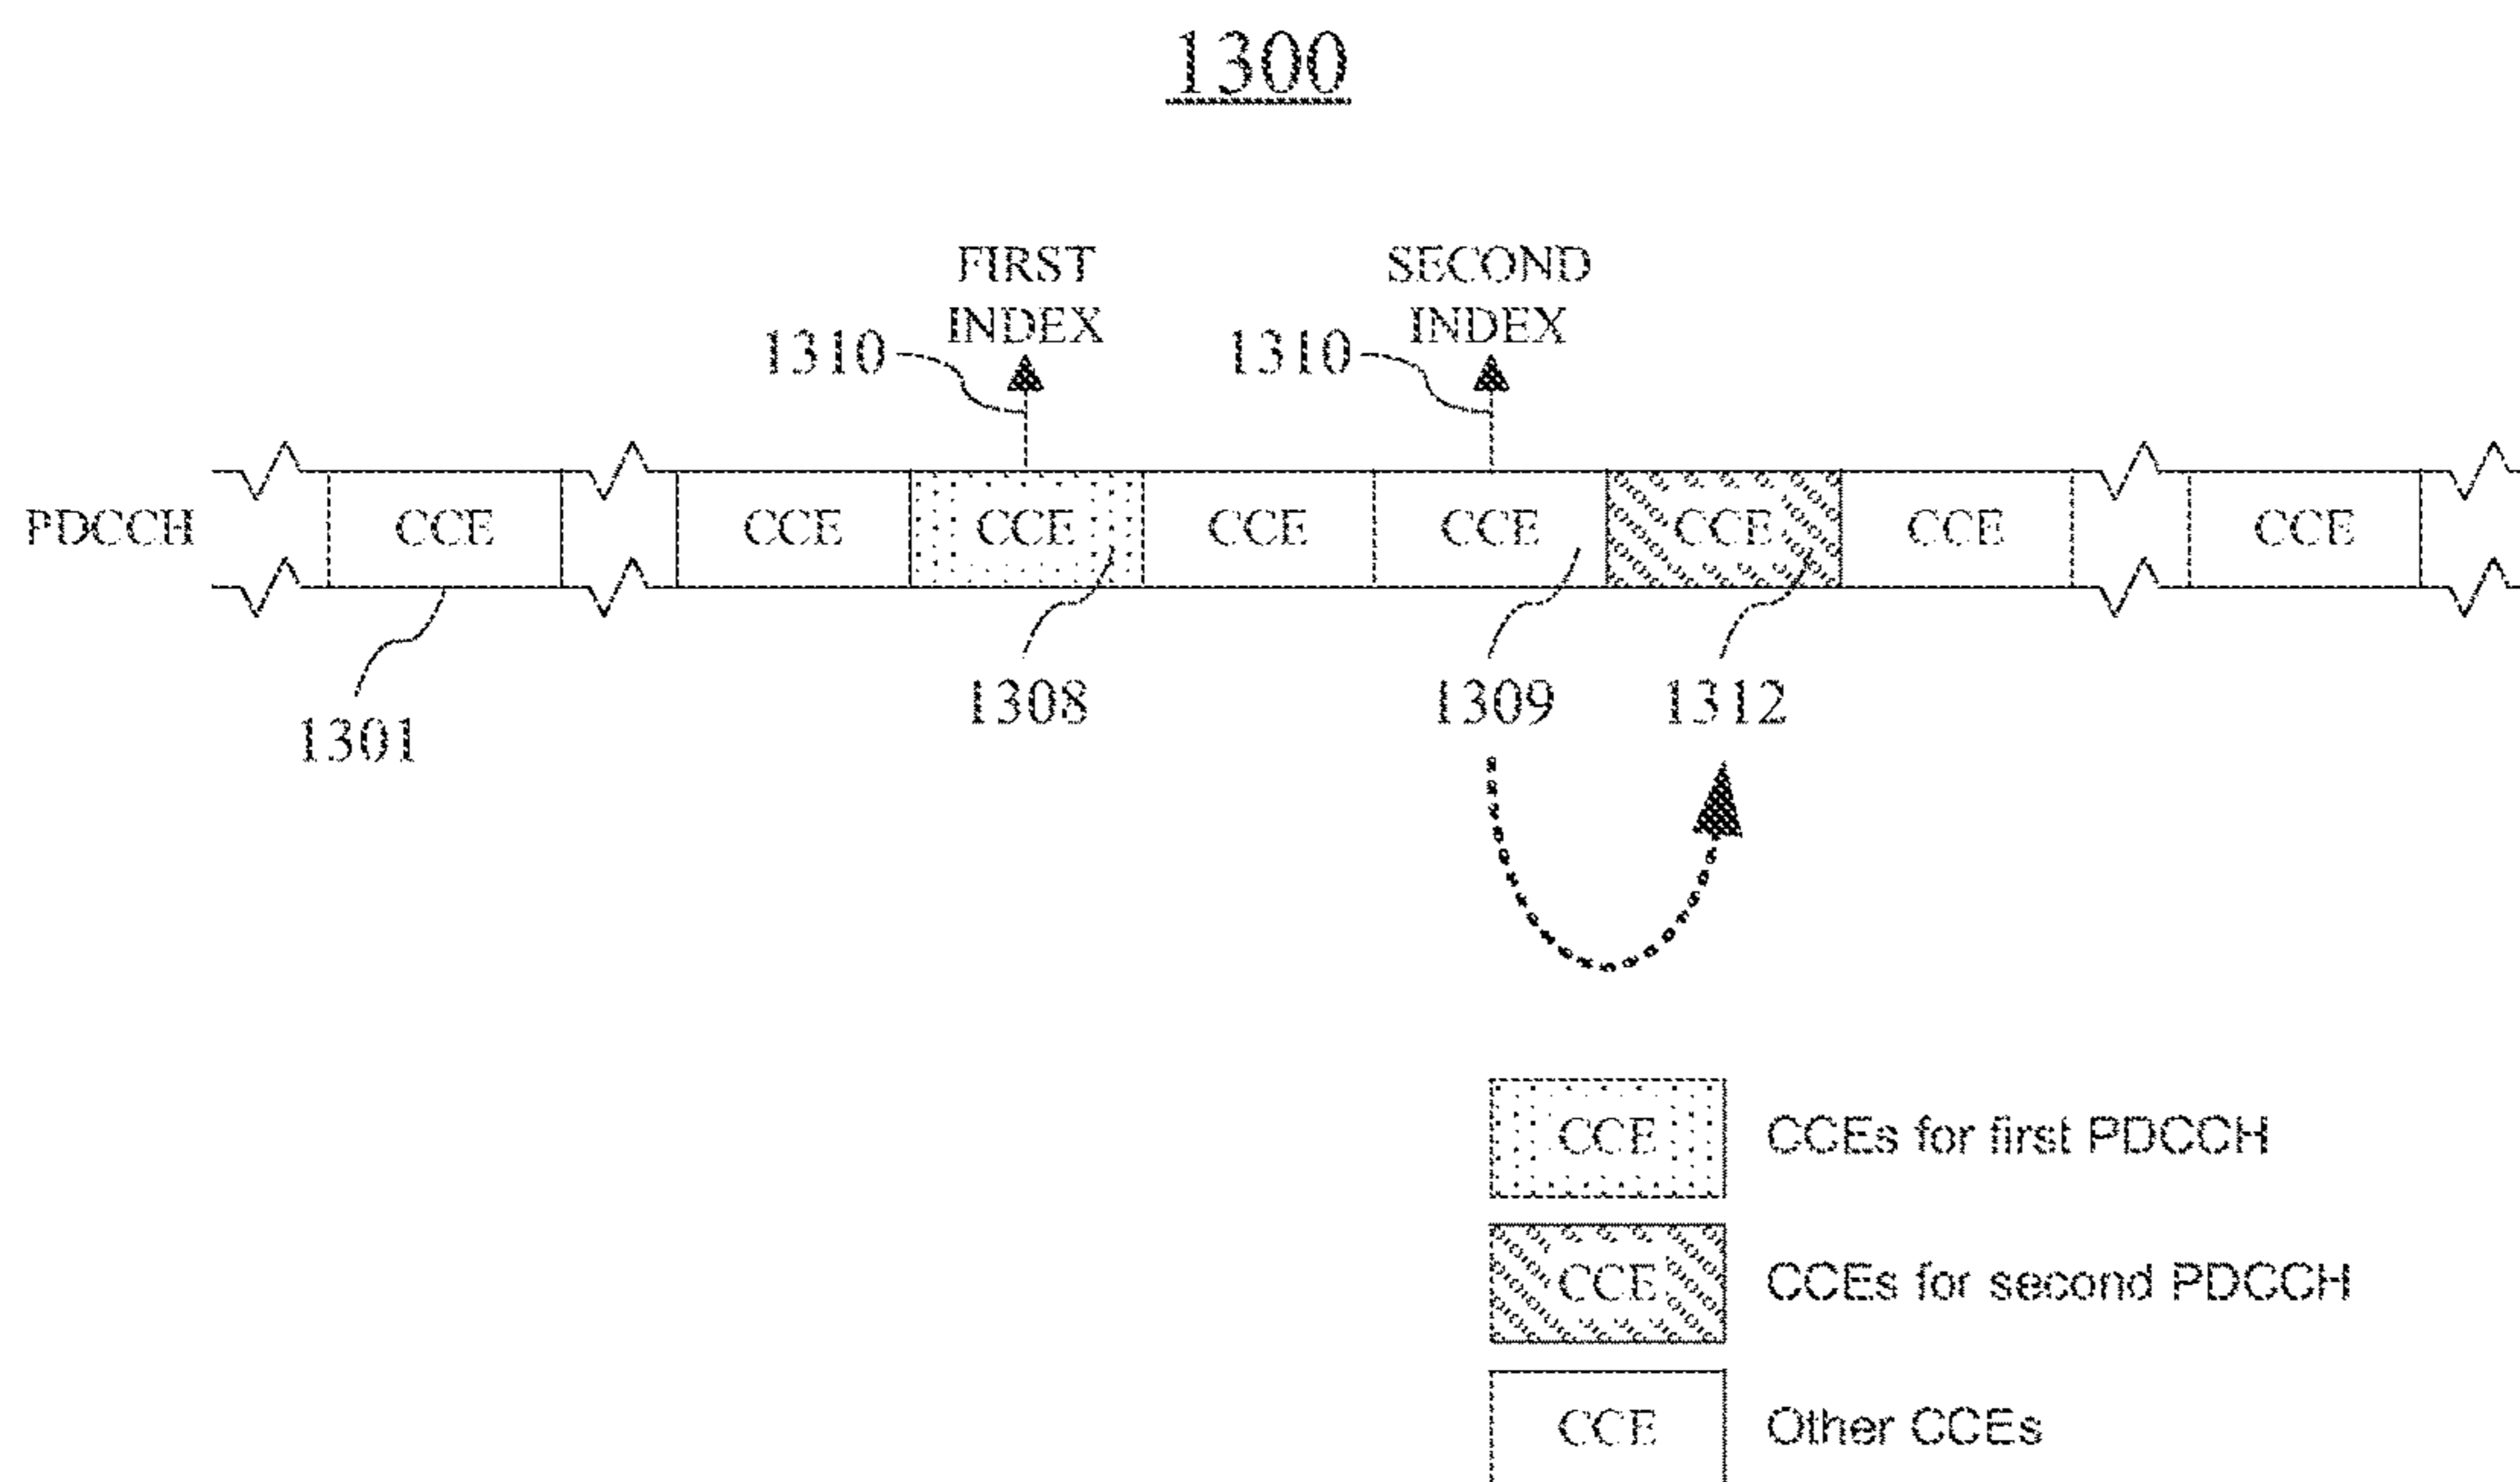 1300
FIRST
INDEX
SECOND
INDEX
1310
1310
PDCCH
CCE
CCE
CCE
CCE
CCE
CCE
CCE
CCE
1301
1308
1309
1312
CCE CCEs for first PDCCH
CCE CCEs for second PDCCH
CCE Other CCEs